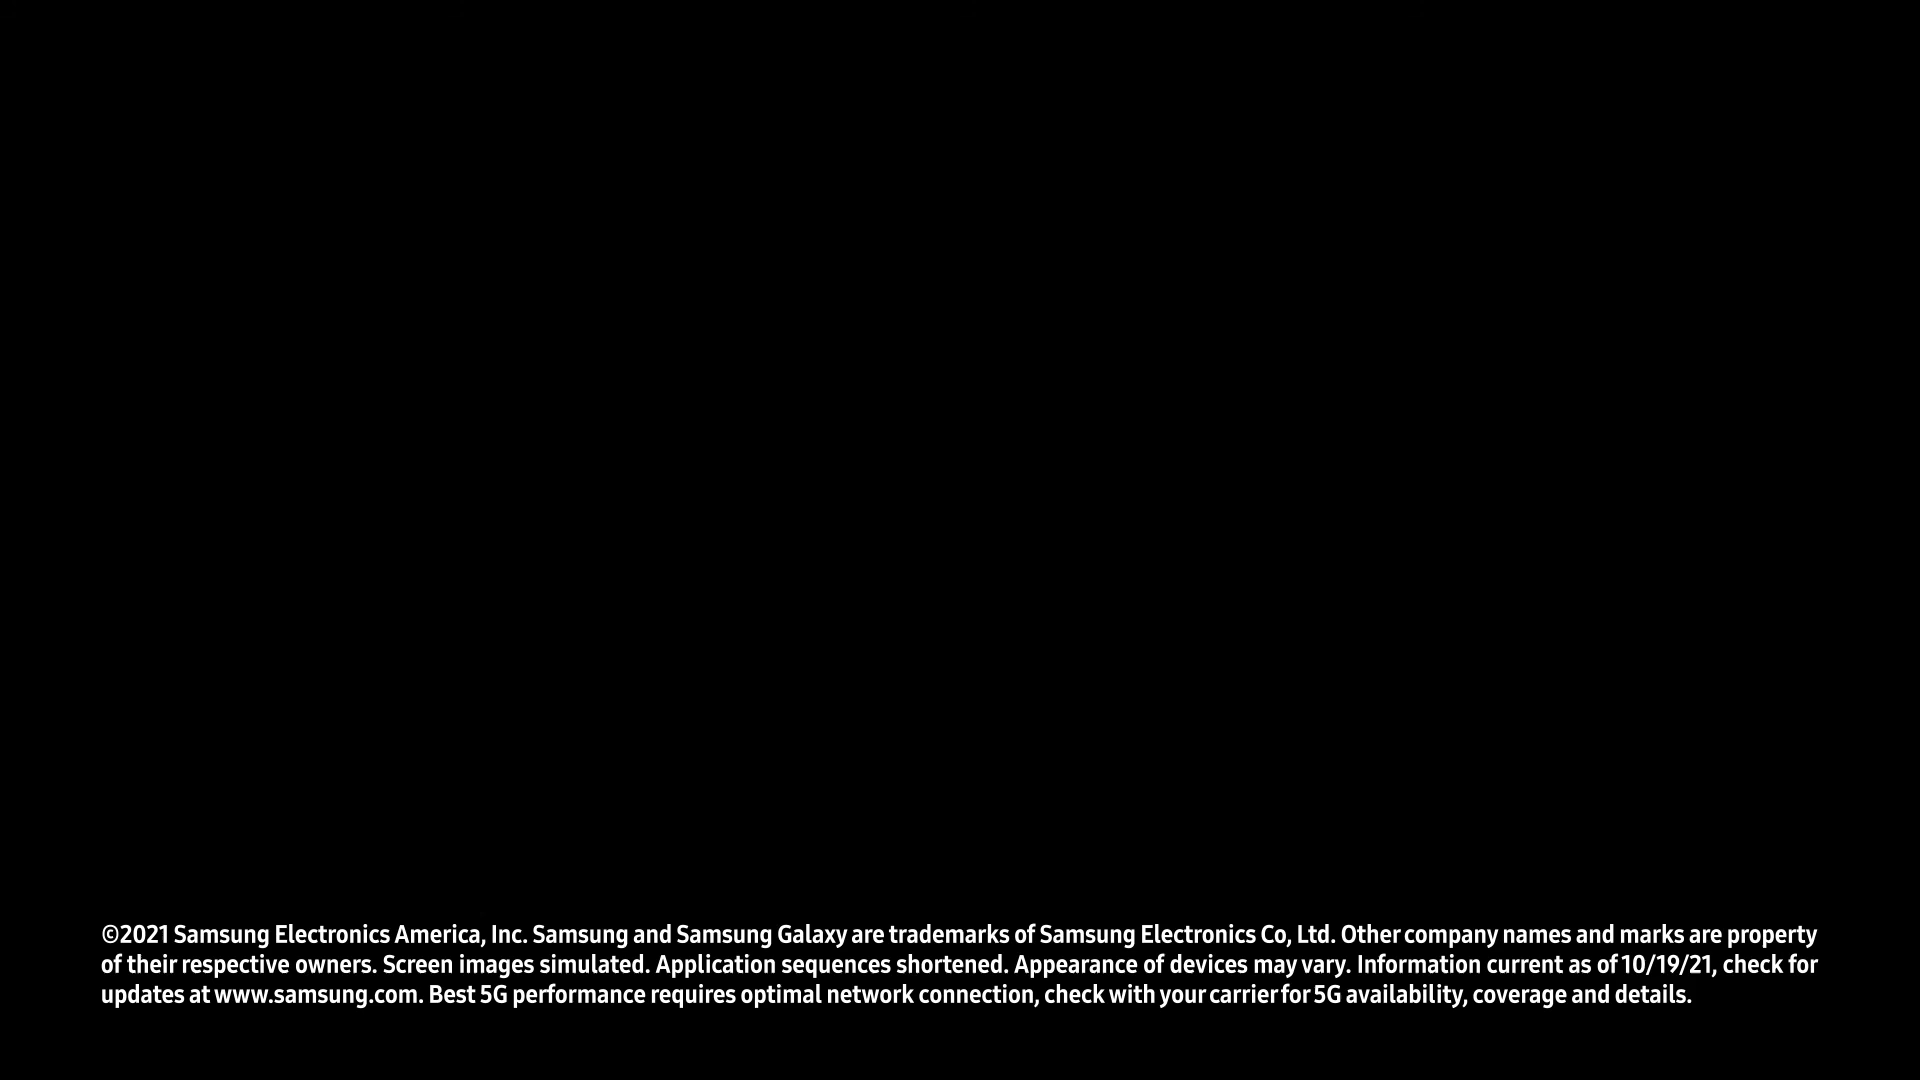 ©2021 Samsung Electronics America, Inc. Samsung and Samsung Galaxy are trademarks of Samsung Electronics Co, Ltd. Other company names and marks are property
of their respective owners. Screen images simulated. Application sequences shortened. Appearance of devices may vary. Information current as of 10/19/21, check for
updates at www.samsung.com. Best 5G performance requires optimal network connection, check with your carrier for 5G availability, coverage and details.